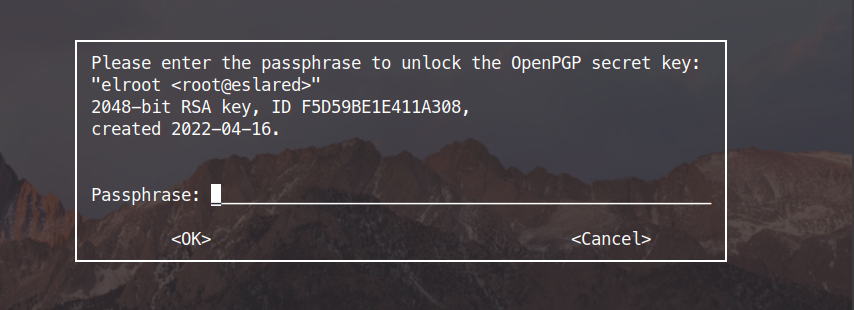 Please enter the passphrase to unlock the OpenPGP secret key:
"elroot <root@eslared>"
2048-bit RSA key, ID F5D59BE1E411A308,
created 2022-04-16.
Passphrase:
<OK> <Cancel>